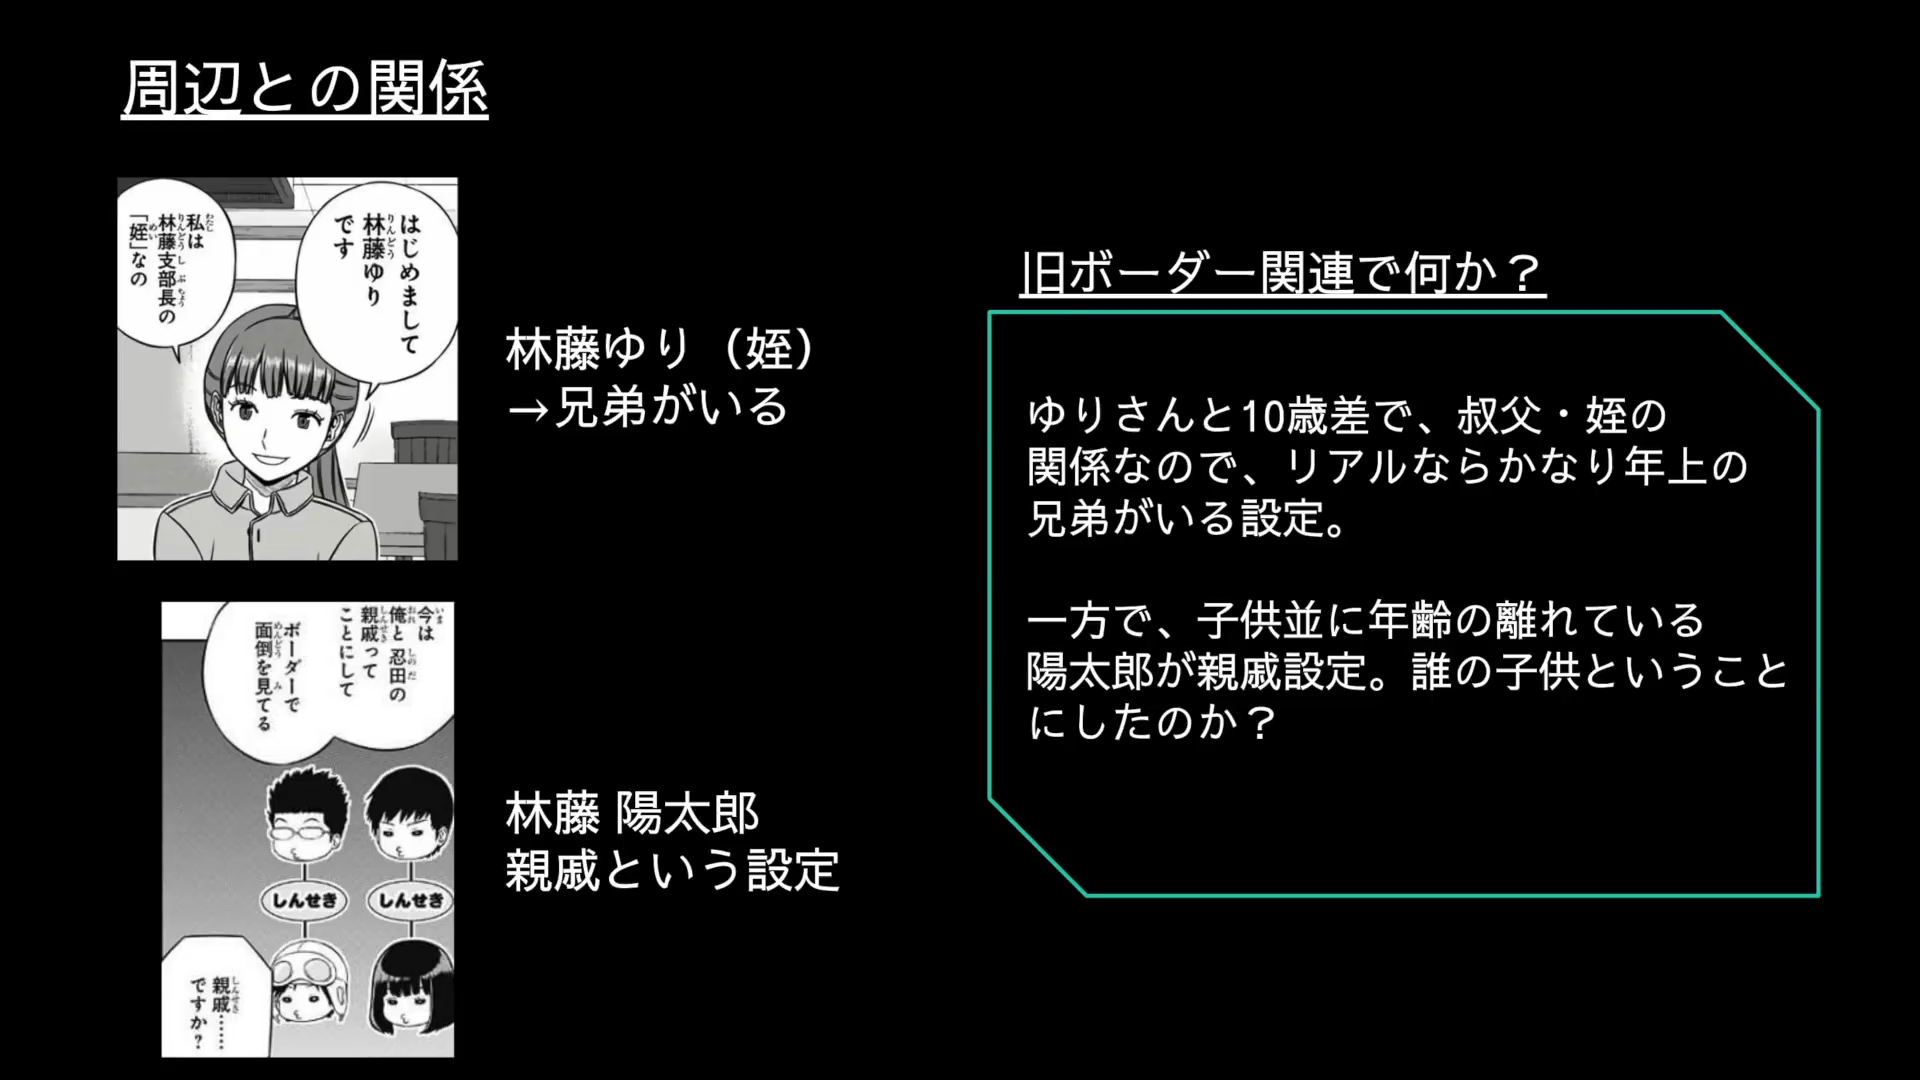 周辺との関係
はじめまして
林藤ゆり
です
私は
林藤支部長の
「姪」なの
林藤ゆり（姪）
→兄弟がいる
今は
俺と忍田の
親戚って
ことにして
ボーダーで
面倒を見てる
しんせき
しんせき
親戚……
ですか？
林藤 陽太郎
親戚という設定
旧ボーダー関連で何か？
ゆりさんと10歳差で、叔父・姪の
関係なので、リアルならかなり年上の
兄弟がいる設定。
一方で、子供並に年齢の離れている
陽太郎が親戚設定。誰の子供ということ
にしたのか？